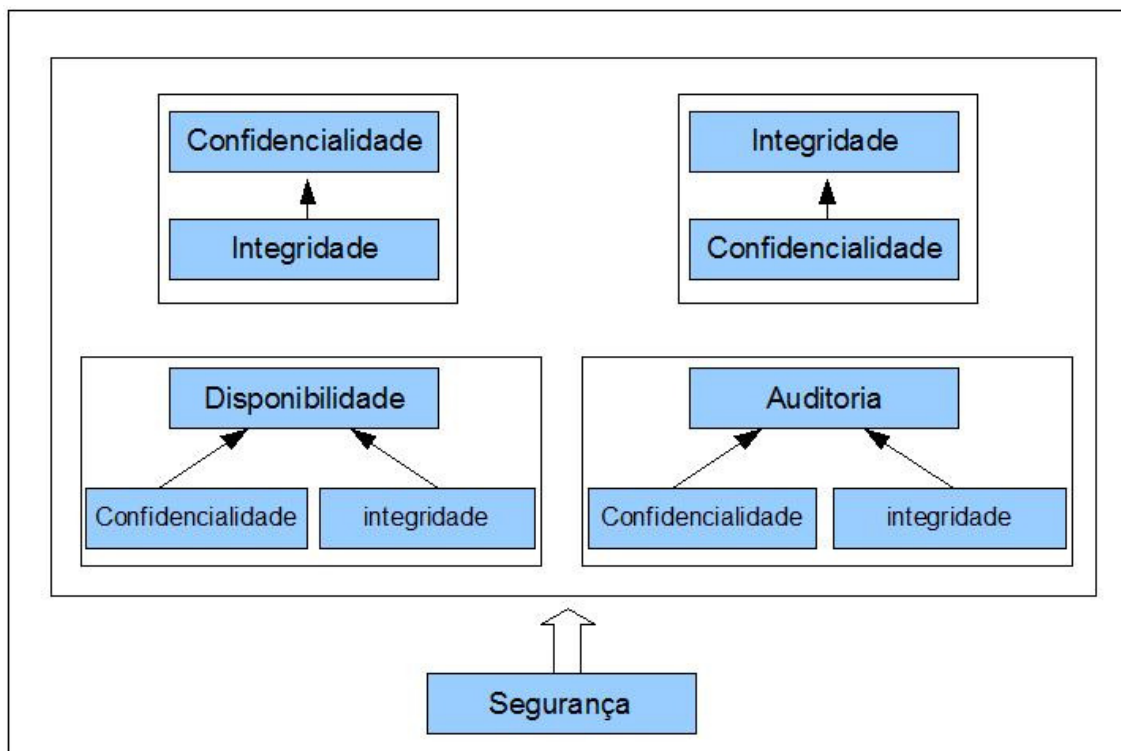 Confidencialidade
Integridade
Integridade
Confidencialidade
Disponibilidade
Confidencialidade
integridade
Auditoria
Confidencialidade
integridade
Segurança